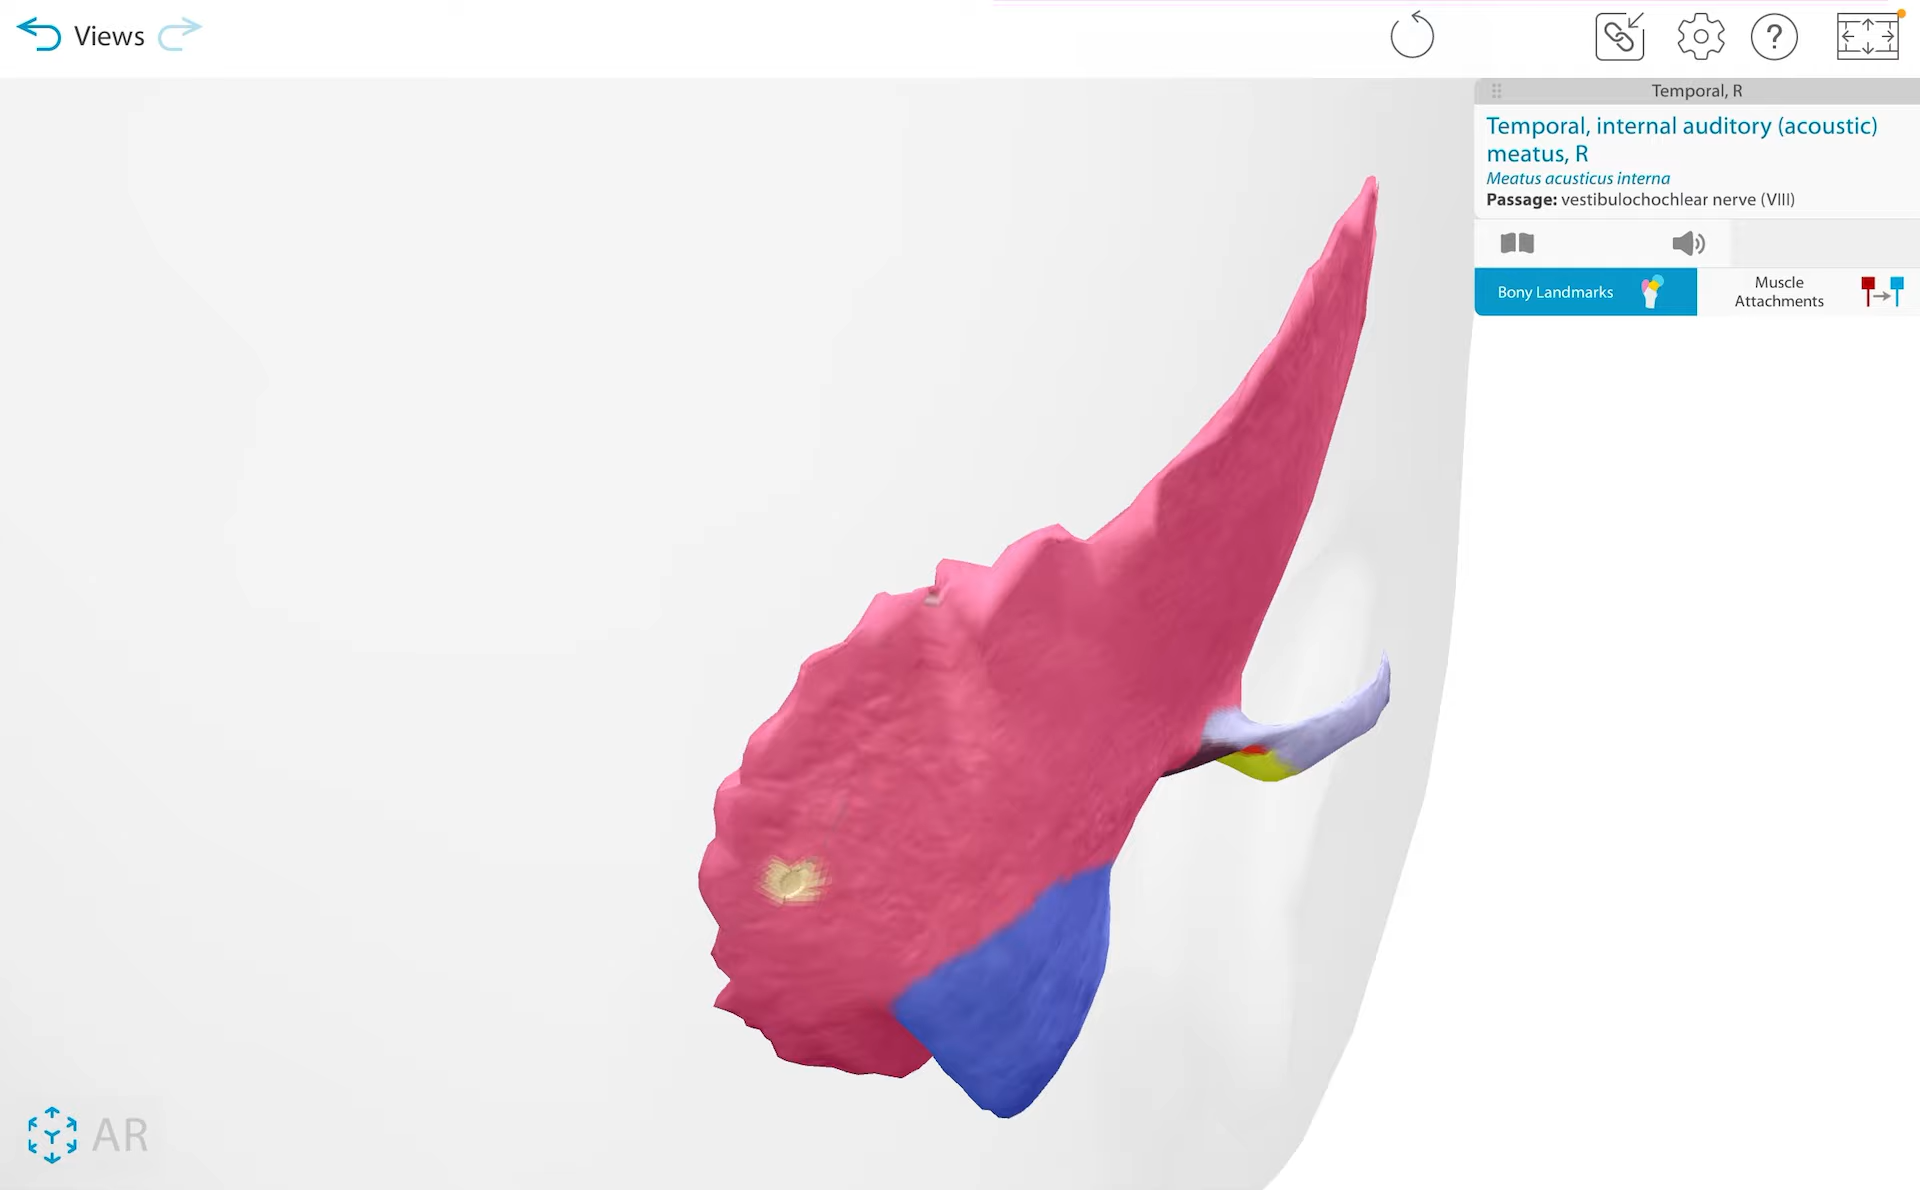 Views
Temporal, R
Temporal, internal auditory (acoustic)
meatus, R
Meatus acusticus interna
Passage: vestibulochochlear nerve (VIII)
Bony Landmarks
Muscle
Attachments
AR